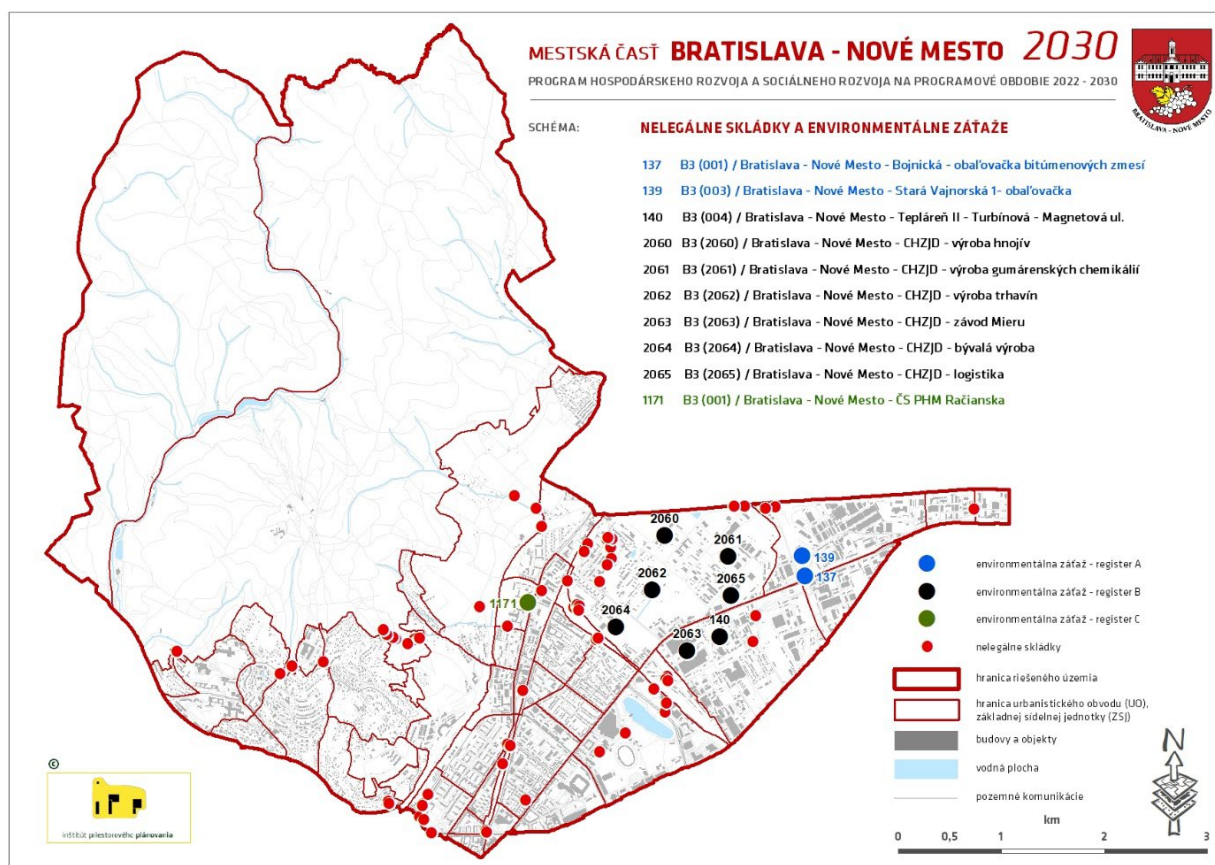 MESTSKÁ ČASŤ BRATISLAVA - NOVÉ MESTO 2030
PROGRAM HOSPODÁRSKEHO ROZVOJA A SOCIÁLNEHO ROZVOJA NA PROGRAMOVÉ OBDOBIE 2022 - 2030
BRATISLAVA - NOVÉ MESTO
SCHÉMA: NELEGÁLNE SKLÁDKY A ENVIRONMENTÁLNE ZÁŤAŽE
137 B3 (001) / Bratislava - Nové Mesto - Bojnická - obaľovačka bitúmenových zmesí
139 B3 (003) / Bratislava - Nové Mesto - Stará Vajnorská 1- obaľovačka
140 B3 (004) / Bratislava - Nové Mesto - Tepláreň II - Turbínová - Magnetová ul.
2060 B3 (2060) / Bratislava - Nové Mesto - CHZJD - výroba hnojív
2061 B3 (2061) / Bratislava - Nové Mesto - CHZJD - výroba gumárenských chemikálií
2062 B3 (2062) / Bratislava - Nové Mesto - CHZJD - výroba trhavín
2063 B3 (2063) / Bratislava - Nové Mesto - CHZJD - závod Mieru
2064 B3 (2064) / Bratislava - Nové Mesto - CHZJD - bývalá výroba
2065 B3 (2065) / Bratislava - Nové Mesto - CHZJD - logistika
1171 B3 (001) / Bratislava - Nové Mesto - ČS PHM Račianska
2060
2061
139
137
2062
2065
1171
2064
140
2063
environmentálna záťaž - register A
environmentálna záťaž - register B
environmentálna záťaž - register C
nelegálne skládky
hranica riešeného územia
hranica urbanistického obvodu (UO),
základnej sídelnej jednotky (ZSJ)
budovy a objekty
vodná plocha
pozemné komunikácie
N
km
0 0,5 1 2 3
©
inštitút priestorového plánovania